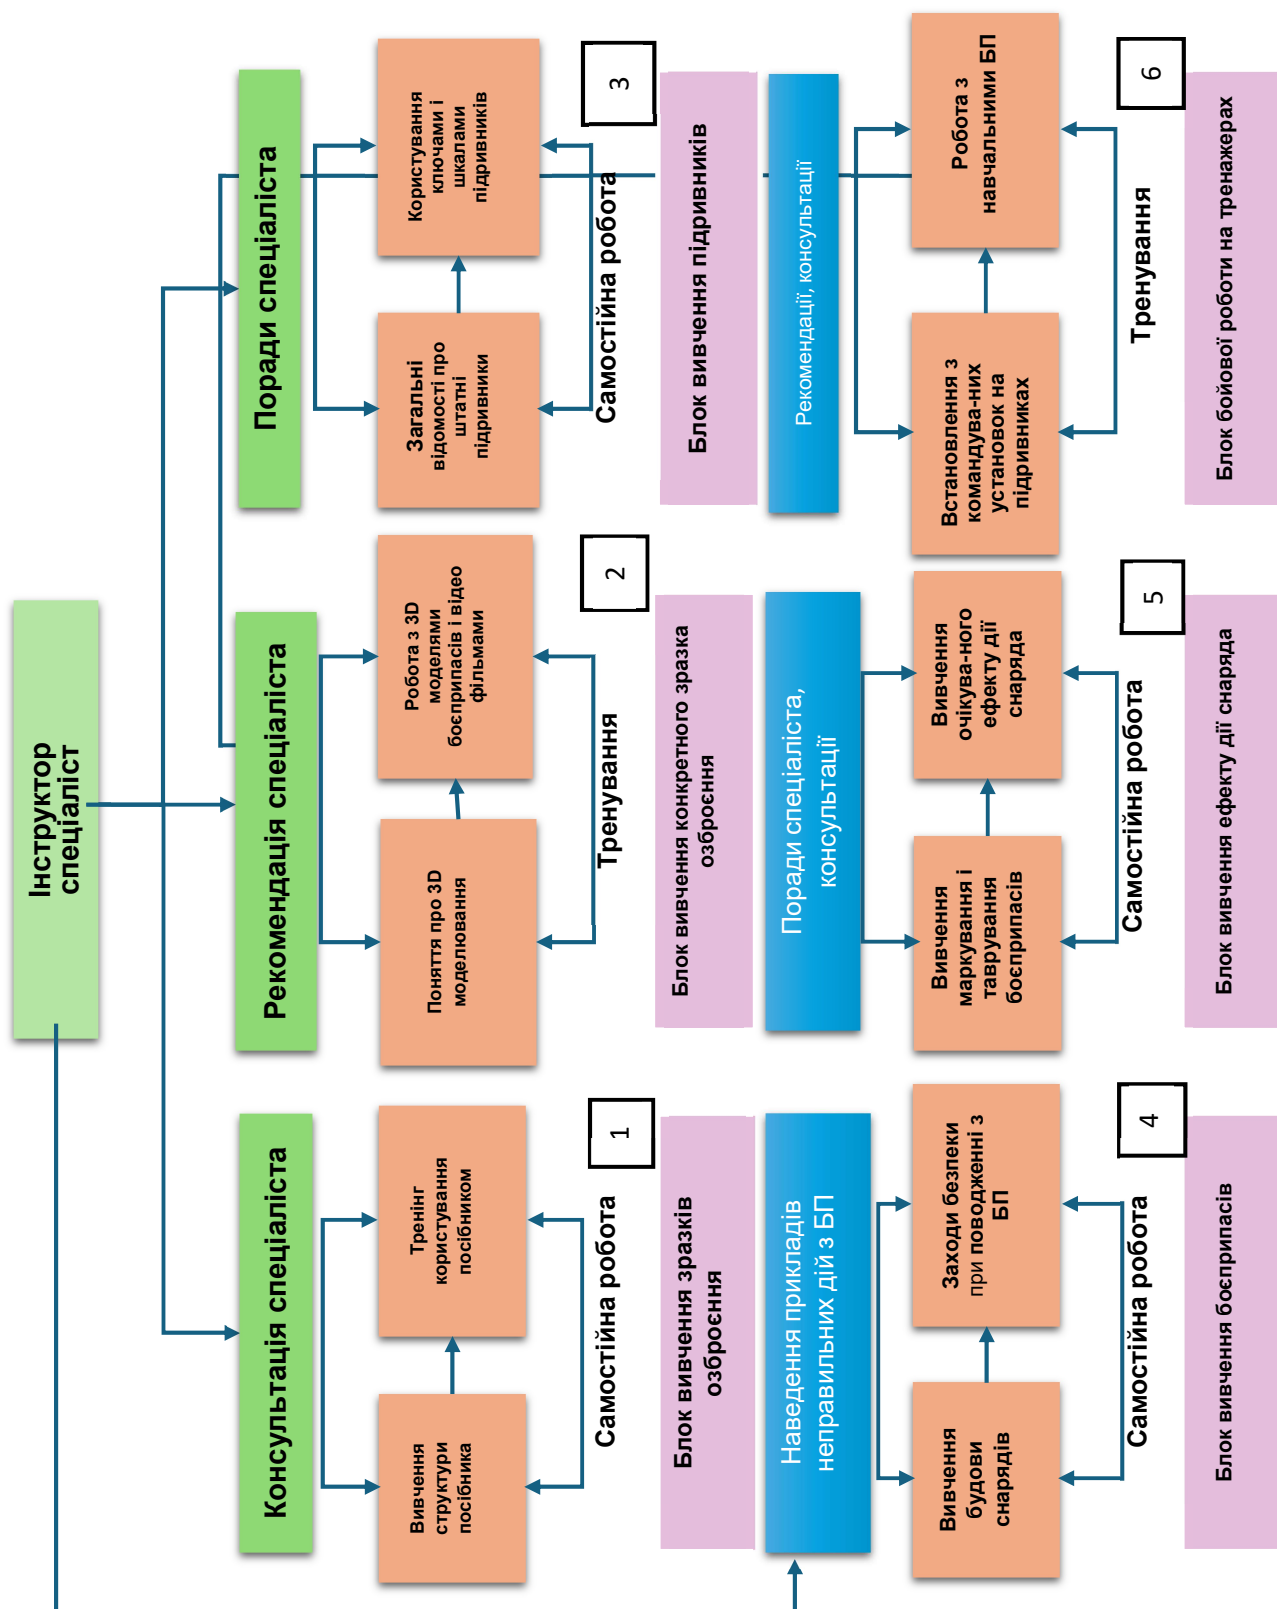 Інструктор
спеціаліст
Консультація спеціаліста
Рекомендація спеціаліста
Поради спеціаліста
Вивчення
структури
посібника
Тренінг
користування
посібником
Самостійна робота
1
Блок вивчення зразків
озброєння
Поняття про 3D
моделювання
Робота з 3D
моделями
боєприпасів і відео
фільмами
Тренування
2
Блок вивчення конкретного зразка
озброєння
Загальні
відомості про
штатні
підривники
Користування
ключами і
шкалами
підривників
Самостійна робота
3
Блок вивчення підривників
Наведення прикладів
неправильних дій з БП
Вивчення
будови
снарядів
Заходи безпеки
при поводженні з
БП
Самостійна робота
4
Блок вивчення боєприпасів
Поради спеціаліста,
консультації
Вивчення
маркування і
таврування
боєприпасів
Вивчення
очікува-ного
ефекту дії
снаряда
Самостійна робота
5
Блок вивчення ефекту дії снаряда
Рекомендації, консультації
Встановлення з
командува-них
установок на
підривниках
Робота з
навчальними БП
Тренування
6
Блок бойової роботи на тренажерах